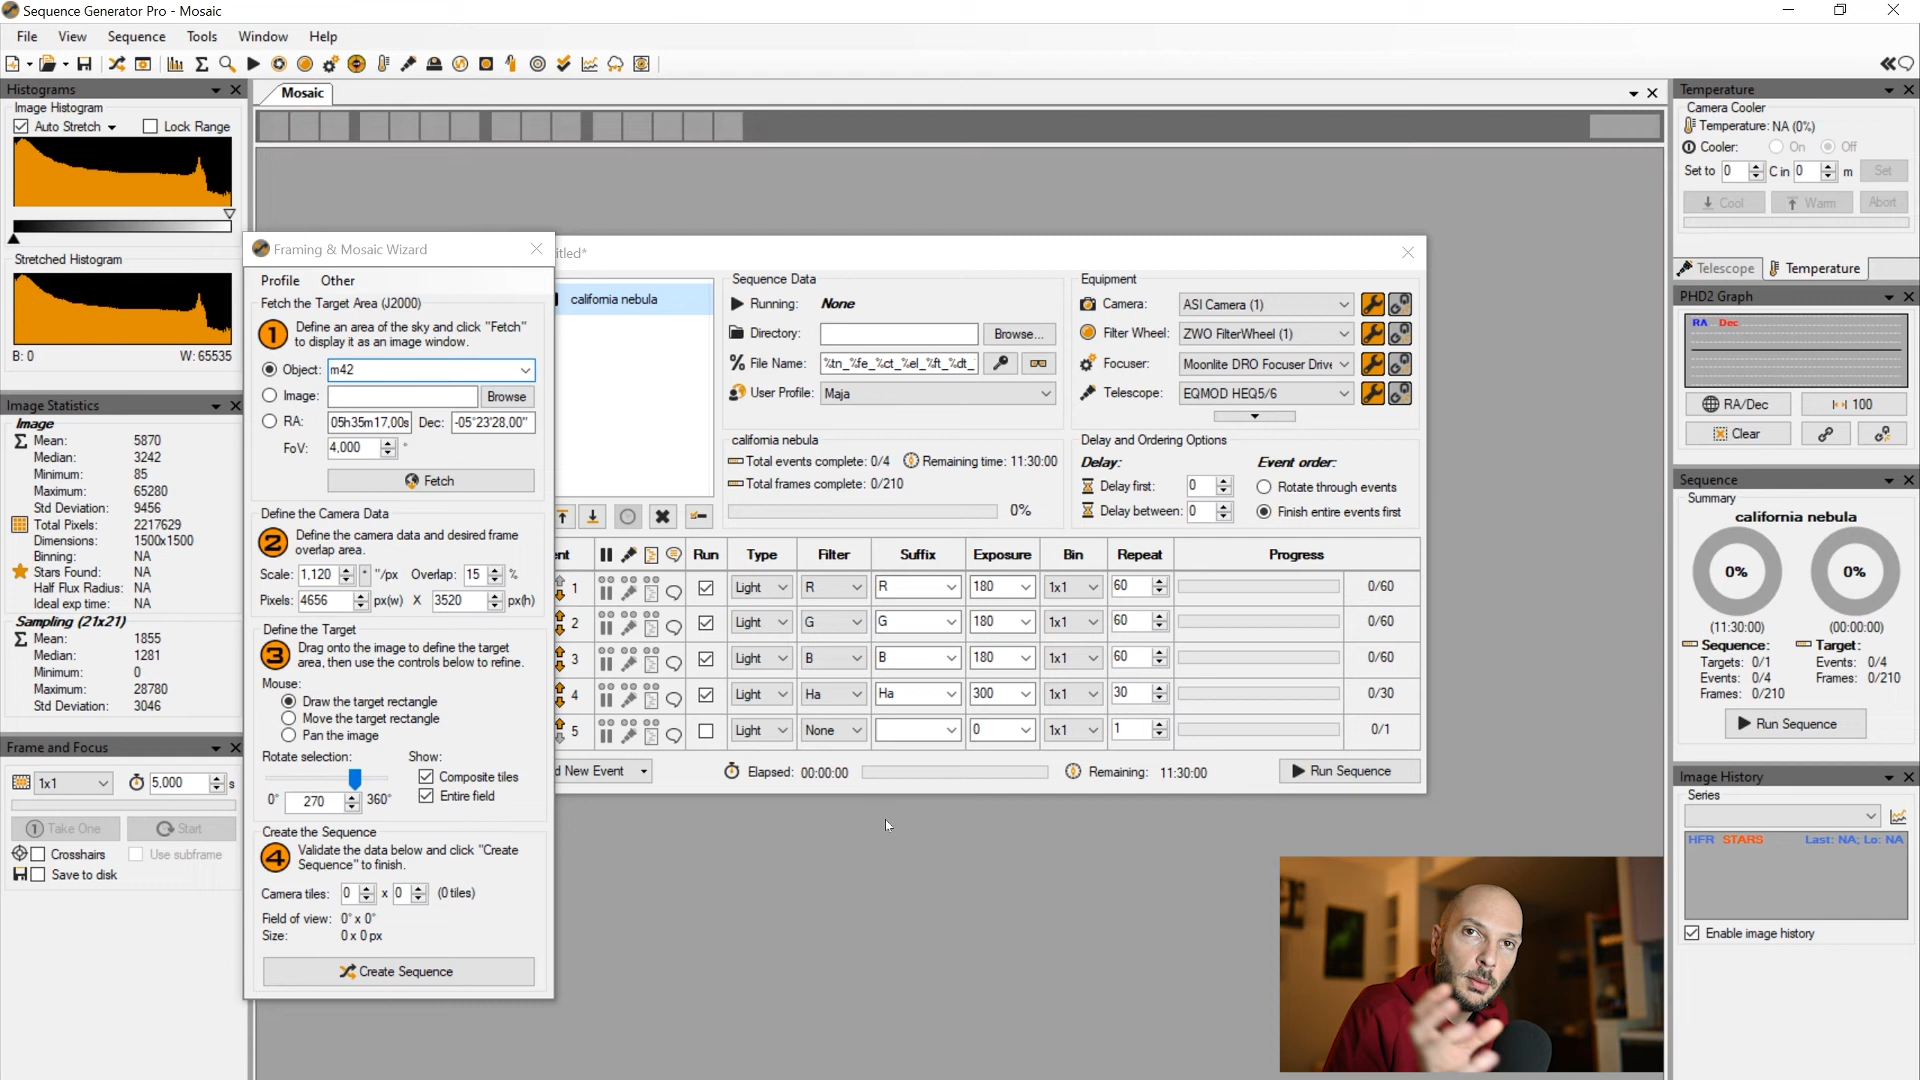 Sequence Generator Pro - Mosaic
File View Sequence Tools Window Help
Histograms
Image Histogram
Auto Stretch Lock Range
Stretched Histogram
B: 0 W: 65535
Image Statistics
Image
Mean: 5870
Median: 3242
Minimum: 85
Maximum: 65280
Std Deviation: 9456
Total Pixels: 2217629
Dimensions: 1500x1500
Binning: NA
Stars Found: NA
Half Flux Radius: NA
Ideal exp time: NA
Sampling (21x21)
Mean: 1855
Median: 1281
Minimum: 0
Maximum: 28780
Std Deviation: 3046
Frame and Focus
1x1 5,000 s
Take One Start
Crosshairs Use subframe
Save to disk
Mosaic
Framing & Mosaic Wizard
Profile Other
Fetch the Target Area (J2000)
1 Define an area of the sky and click "Fetch"
to display it as an image window.
Object: m42
Image: Browse
RA: 05h35m17,00s Dec: -05°23'28,00"
FoV: 4,000 °
Fetch
Define the Camera Data
2 Define the camera data and desired frame
overlap area.
Scale: 1,120 * "/px Overlap: 15 %
Pixels: 4656 px(w) X 3520 px(h)
Define the Target
3 Drag onto the image to define the target
area, then use the controls below to refine.
Mouse:
Draw the target rectangle
Move the target rectangle
Pan the image
Rotate selection: Show:
Composite tiles
Entire field
0° 270 360°
Create the Sequence
4 Validate the data below and click "Create
Sequence" to finish.
Camera tiles: 0 x 0 (0 tiles)
Field of view: 0° x 0°
Size: 0 x 0 px
Create Sequence
itled*
california nebula
Sequence Data
Running: None
Directory: Browse...
File Name: %tn_%fe_%ct_%el_%ft_%dt_
User Profile: Maja
california nebula
Total events complete: 0/4 Remaining time: 11:30:00
Total frames complete: 0/210
0%
Equipment
Camera: ASI Camera (1)
Filter Wheel: ZWO FilterWheel (1)
Focuser: Moonlite DRO Focuser Drive
Telescope: EQMOD HEQ5/6
Delay and Ordering Options
Delay: Event order:
Delay first: 0 Rotate through events
Delay between: 0 Finish entire events first
nt Run Type Filter Suffix Exposure Bin Repeat Progress
1 Light R R 180 1x1 60 0/60
2 Light G G 180 1x1 60 0/60
3 Light B B 180 1x1 60 0/60
4 Light Ha Ha 300 1x1 30 0/30
5 Light None 0 1x1 1 0/1
d New Event Elapsed: 00:00:00 Remaining: 11:30:00 Run Sequence
Temperature
Camera Cooler
Temperature: NA (0%)
Cooler: On Off
Set to 0 C in 0 m Set
Cool Warm Abort
Telescope Temperature
PHD2 Graph
RA Dec
RA/Dec 100
Clear
Sequence
Summary
california nebula
0% 0%
(11:30:00) (00:00:00)
Sequence: Target:
Targets: 0/1 Events: 0/4
Events: 0/4 Frames: 0/210
Frames: 0/210
Run Sequence
Image History
Series
HFR STARS Last: NA; Lo: NA
Enable image history